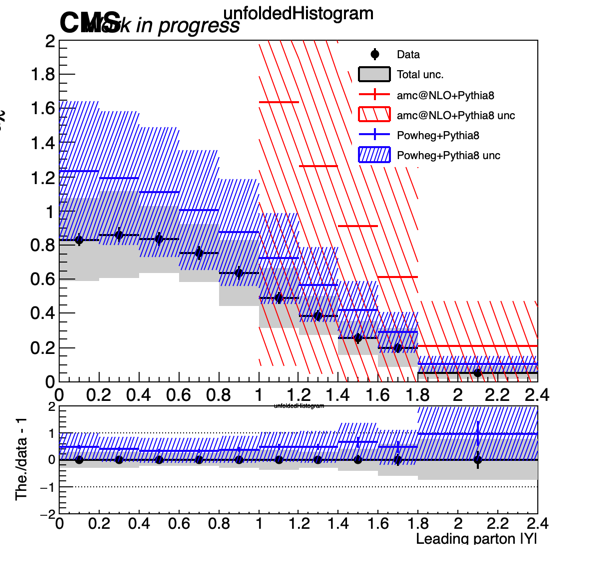 unfoldedHistogram
CMS Work in progress
2
1.8
1.6
1.4
1.2
1
0.8
0.6
0.4
0.2
0
Data
Total unc.
amc@NLO+Pythia8
amc@NLO+Pythia8 unc
Powheg+Pythia8
Powheg+Pythia8 unc
0 0.2 0.4 0.6 0.8 1 1.2 1.4 1.6 1.8 2 2.2 2.4
unfoldedHistogram
The./data - 1
2
1
0
−1
−2
0 0.2 0.4 0.6 0.8 1 1.2 1.4 1.6 1.8 2 2.2 2.4
Leading parton |Y|